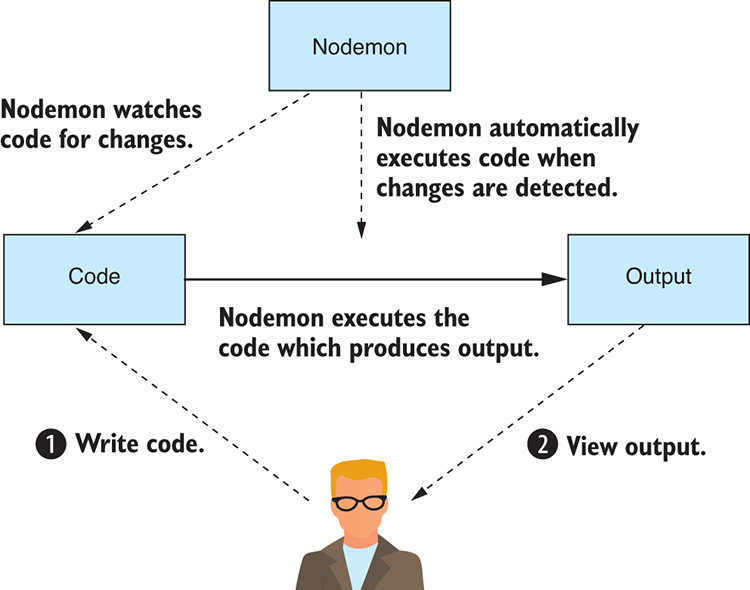 Nodemon
Nodemon watches
code for changes.
Nodemon automatically
executes code when
changes are detected.
Code
Output
Nodemon executes the
code which produces output.
1 Write code.
2 View output.